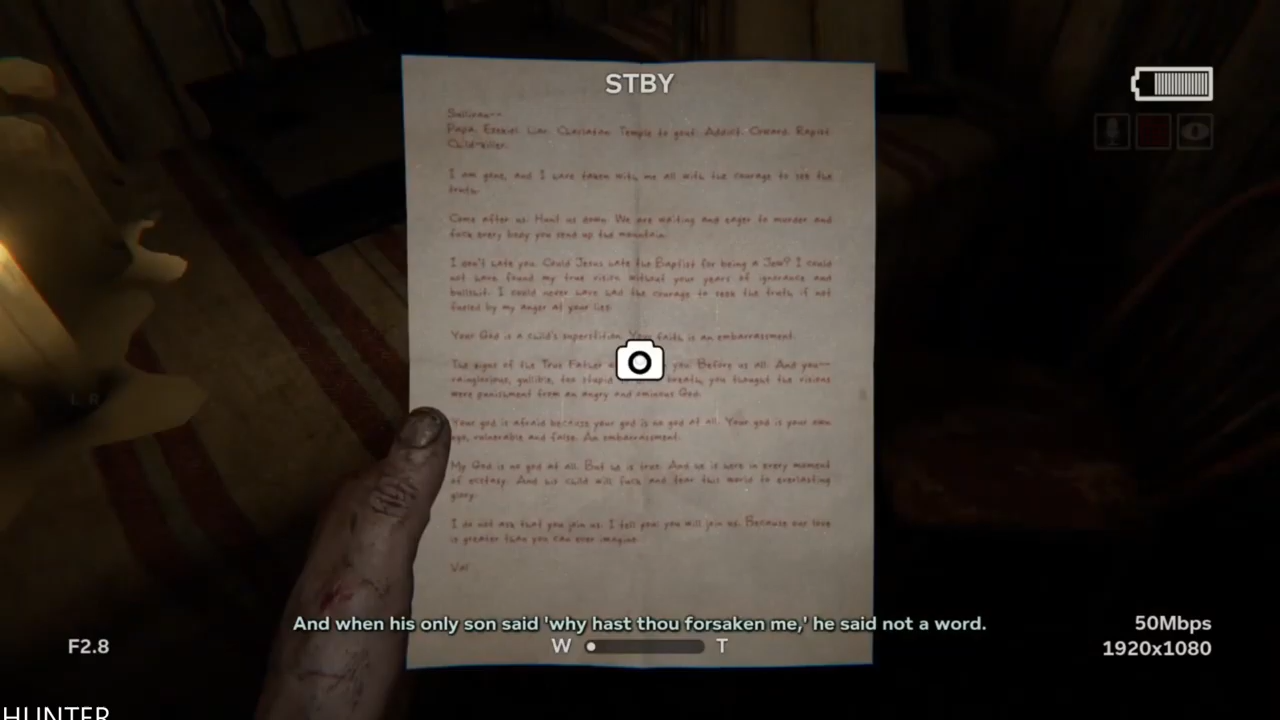 STBY
Sullivan--
Papa. Ezekiel. Liar. Charlatan. Temple to gout. Addict. Coward. Rapist.
Child-killer.
I am gone, and I have taken with me all with the courage to see the
truth.
Come after us. Hunt us down. We are waiting and eager to murder and
fuck every body you send up the mountain.
I don't hate you. Could Jesus hate the Baptist for being a Jew? I could
not have found my true vision without your years of ignorance and
bullshit. I could never have had the courage to seek the truth if not
fueled by my anger at your lies.
Your God is a child's superstition. Your faith is an embarrassment.
The signs of the True Father you. Before us all. And you--
vainglorious, gullible, too stupid breath, you thought the visions
were punishment from an angry and ominous God.
Your god is afraid because your god is no god at all. Your god is your own
ego, vulnerable and false. An embarrassment.
My God is no god at all. But he is true. And he is here in every moment
of ecstasy. And his child will fuck and tear this world to everlasting
glory.
I do not ask that you join us. I tell you: you will join us. Because our love
is greater than you can ever imagine.
Val
And when his only son said 'why hast thou forsaken me,' he said not a word.
F2.8
W T
50Mbps
1920x1080
HUNTER